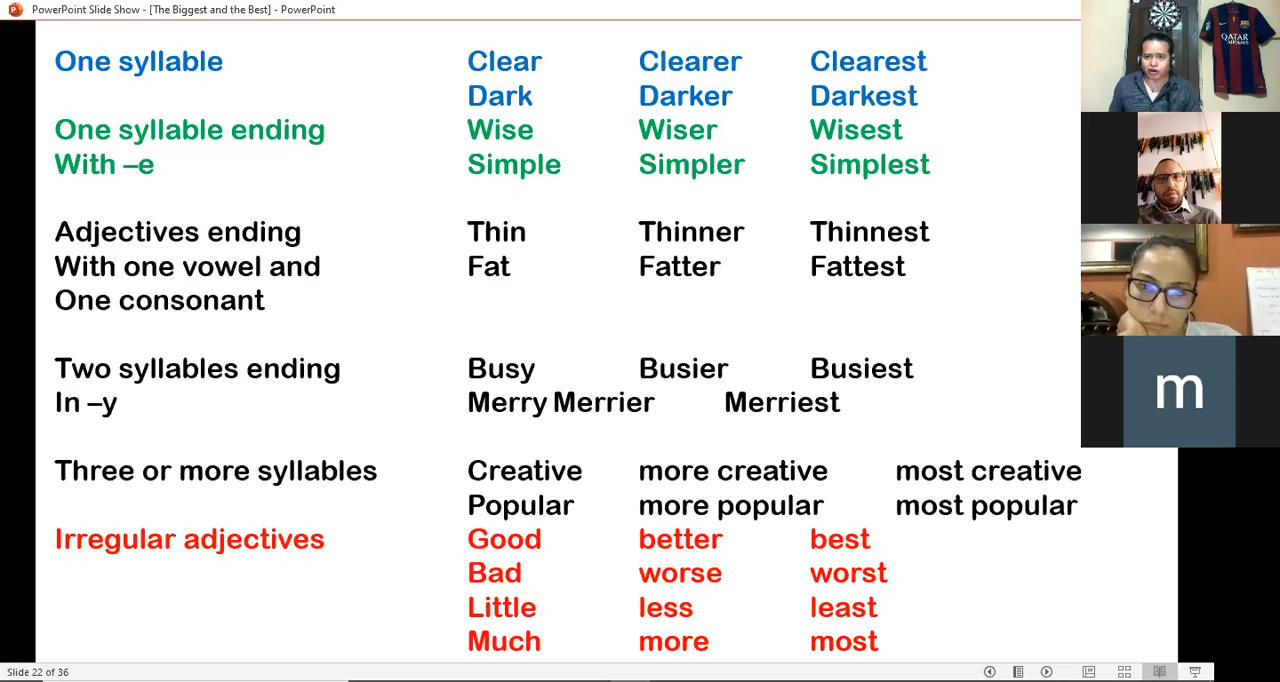 PowerPoint Slide Show - [The Biggest and the Best] - PowerPoint
One syllable Clear Clearer Clearest
Dark Darker Darkest
One syllable ending Wise Wiser Wisest
With –e Simple Simpler Simplest
Adjectives ending Thin Thinner Thinnest
With one vowel and Fat Fatter Fattest
One consonant
Two syllables ending Busy Busier Busiest
In –y Merry Merrier Merriest
Three or more syllables Creative more creative most creative
Popular more popular most popular
Irregular adjectives Good better best
Bad worse worst
Little less least
Much more most
QATAR
AIRWAYS
m
Slide 22 of 36